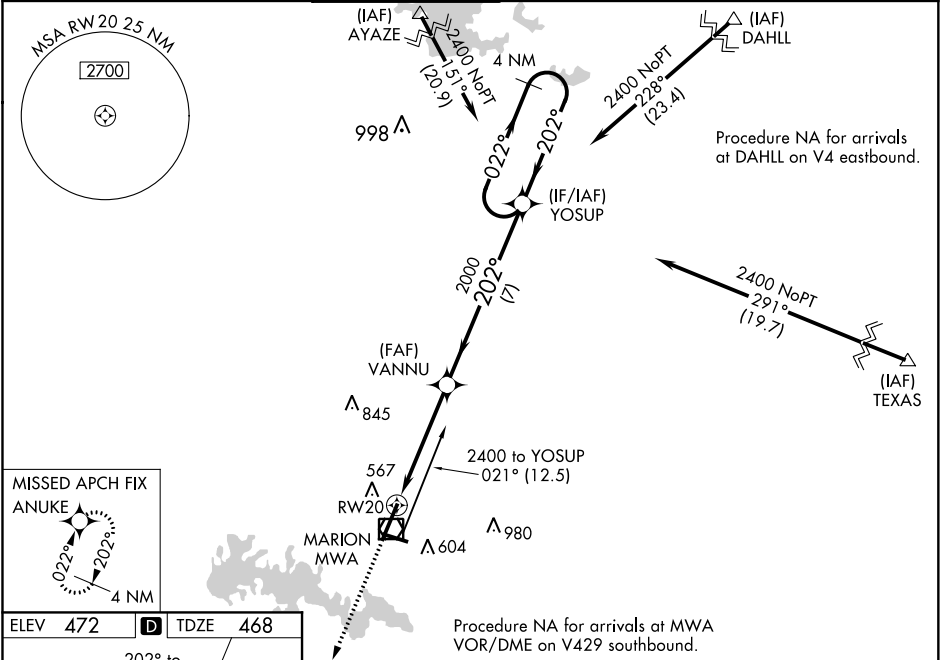 MSA RW 20 25 NM
2700
(IAF)
AYAZE
2400 NoPT
151°
(20.9)
4 NM
(IAF)
DAHLL
2400 NoPT
228°
(23.4)
998
022°
202°
Procedure NA for arrivals
at DAHLL on V4 eastbound.
(IF/IAF)
YOSUP
2000
202°
(7)
2400 NoPT
291°
(19.7)
(IAF)
TEXAS
(FAF)
VANNU
845
2400 to YOSUP
021° (12.5)
567
RW20
MARION
MWA
604
980
MISSED APCH FIX
ANUKE
022°
202°
4 NM
Procedure NA for arrivals at MWA
VOR/DME on V429 southbound.
ELEV 472 D TDZE 468
202° to